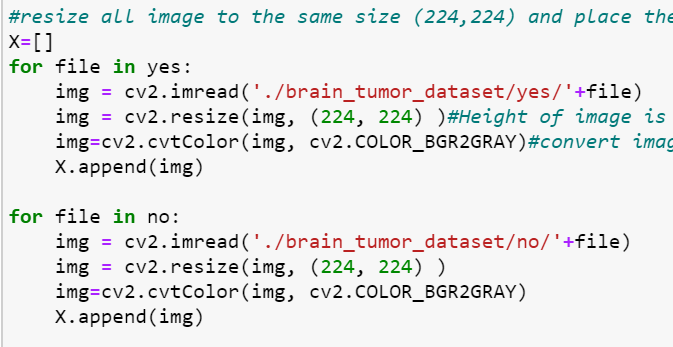 #resize all image to the same size (224,224) and place the
X=[]
for file in yes:
    img = cv2.imread('./brain_tumor_dataset/yes/'+file)
    img = cv2.resize(img, (224, 224) )#Height of image is
    img=cv2.cvtColor(img, cv2.COLOR_BGR2GRAY)#convert imag
    X.append(img)

for file in no:
    img = cv2.imread('./brain_tumor_dataset/no/'+file)
    img = cv2.resize(img, (224, 224) )
    img=cv2.cvtColor(img, cv2.COLOR_BGR2GRAY)
    X.append(img)